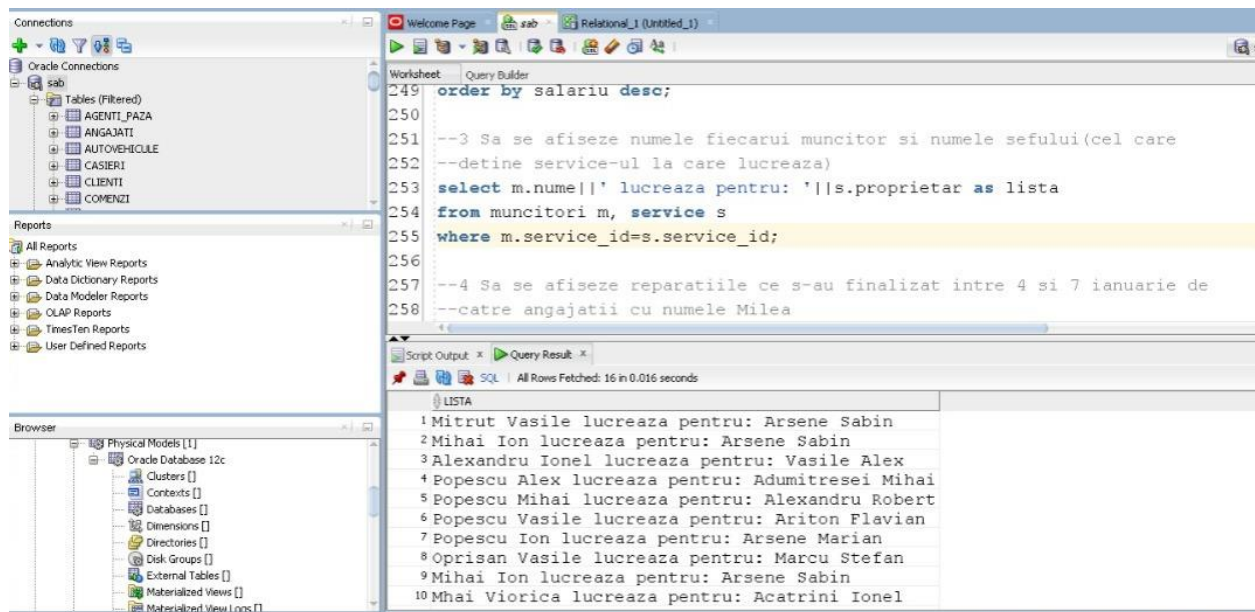 Connections
Oracle Connections
sab
Tables (Filtered)
AGENTI_PAZA
ANGAJATI
AUTOVEHICULE
CASIERI
CLIENTI
COMENZI
Reports
All Reports
Analytic View Reports
Data Dictionary Reports
Data Modeler Reports
OLAP Reports
TimesTen Reports
User Defined Reports
Browser
Physical Models [1]
Oracle Database 12c
Clusters []
Contexts []
Databases []
Dimensions []
Directories []
Disk Groups []
External Tables []
Materialized Views []
Materialized View Logs []
Welcome Page sab Relational_1 (Untitled_1)
Worksheet Query Builder
249 order by salariu desc;
250
251 --3 Sa se afiseze numele fiecarui muncitor si numele sefului(cel care
252 --detine service-ul la care lucreaza)
253 select m.nume||' lucreaza pentru: '||s.proprietar as lista
254 from muncitori m, service s
255 where m.service_id=s.service_id;
256
257 --4 Sa se afiseze reparatiile ce s-au finalizat intre 4 si 7 ianuarie de
258 --catre angajatii cu numele Milea
Script Output x Query Result x
SQL | All Rows Fetched: 16 in 0.016 seconds
LISTA
1 Mitrut Vasile lucreaza pentru: Arsene Sabin
2 Mihai Ion lucreaza pentru: Arsene Sabin
3 Alexandru Ionel lucreaza pentru: Vasile Alex
4 Popescu Alex lucreaza pentru: Adumitresei Mihai
5 Popescu Mihai lucreaza pentru: Alexandru Robert
6 Popescu Vasile lucreaza pentru: Ariton Flavian
7 Popescu Ion lucreaza pentru: Arsene Marian
8 Oprisan Vasile lucreaza pentru: Marcu Stefan
9 Mihai Ion lucreaza pentru: Arsene Sabin
10 Mhai Viorica lucreaza pentru: Acatrini Ionel